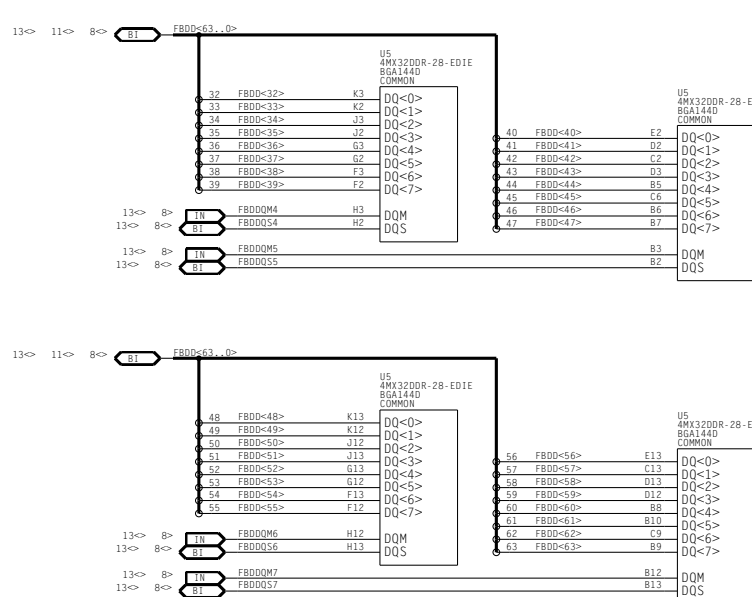 13<> 11<> 8<> BI FBDD<63..0>
U5
4MX32DDR-28-EDIE
BGA144D
COMMON
32 FBDD<32> K3 DQ<0>
33 FBDD<33> K2 DQ<1>
34 FBDD<34> J3 DQ<2>
35 FBDD<35> J2 DQ<3>
36 FBDD<36> G3 DQ<4>
37 FBDD<37> G2 DQ<5>
38 FBDD<38> F3 DQ<6>
39 FBDD<39> F2 DQ<7>
13<> 8> IN FBDDQM4 H3 DQM
13<> 8<> BI FBDDQS4 H2 DQS
U5
4MX32DDR-28-E
BGA144D
COMMON
40 FBDD<40> E2 DQ<0>
41 FBDD<41> D2 DQ<1>
42 FBDD<42> C2 DQ<2>
43 FBDD<43> D3 DQ<3>
44 FBDD<44> B5 DQ<4>
45 FBDD<45> C6 DQ<5>
46 FBDD<46> B6 DQ<6>
47 FBDD<47> B7 DQ<7>
13<> 8> IN FBDDQM5 B3 DQM
13<> 8<> BI FBDDQS5 B2 DQS
13<> 11<> 8<> BI FBDD<63..0>
U5
4MX32DDR-28-EDIE
BGA144D
COMMON
48 FBDD<48> K13 DQ<0>
49 FBDD<49> K12 DQ<1>
50 FBDD<50> J12 DQ<2>
51 FBDD<51> J13 DQ<3>
52 FBDD<52> G13 DQ<4>
53 FBDD<53> G12 DQ<5>
54 FBDD<54> F13 DQ<6>
55 FBDD<55> F12 DQ<7>
13<> 8> IN FBDDQM6 H12 DQM
13<> 8<> BI FBDDQS6 H13 DQS
U5
4MX32DDR-28-E
BGA144D
COMMON
56 FBDD<56> E13 DQ<0>
57 FBDD<57> C13 DQ<1>
58 FBDD<58> D13 DQ<2>
59 FBDD<59> D12 DQ<3>
60 FBDD<60> B8 DQ<4>
61 FBDD<61> B10 DQ<5>
62 FBDD<62> C9 DQ<6>
63 FBDD<63> B9 DQ<7>
13<> 8> IN FBDDQM7 B12 DQM
13<> 8<> BI FBDDQS7 B13 DQS